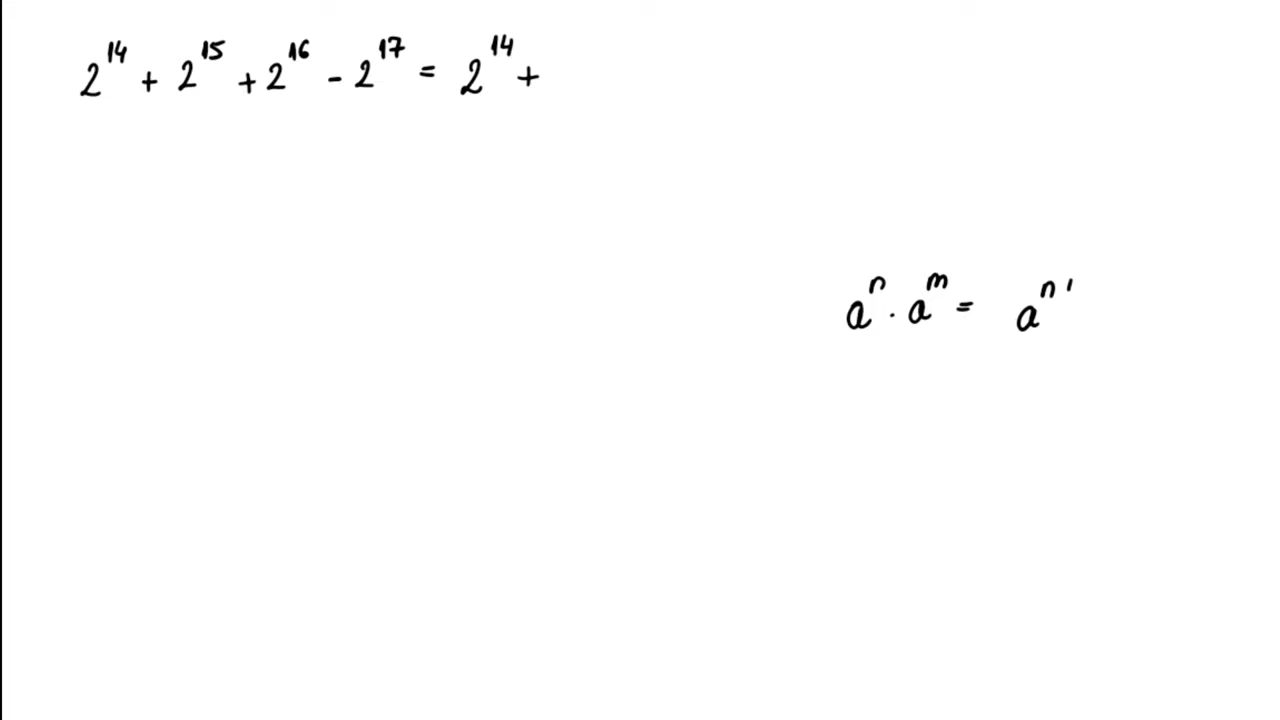 2^14 + 2^15 + 2^16 - 2^17 = 2^14 +
a^n · a^m = a^n'